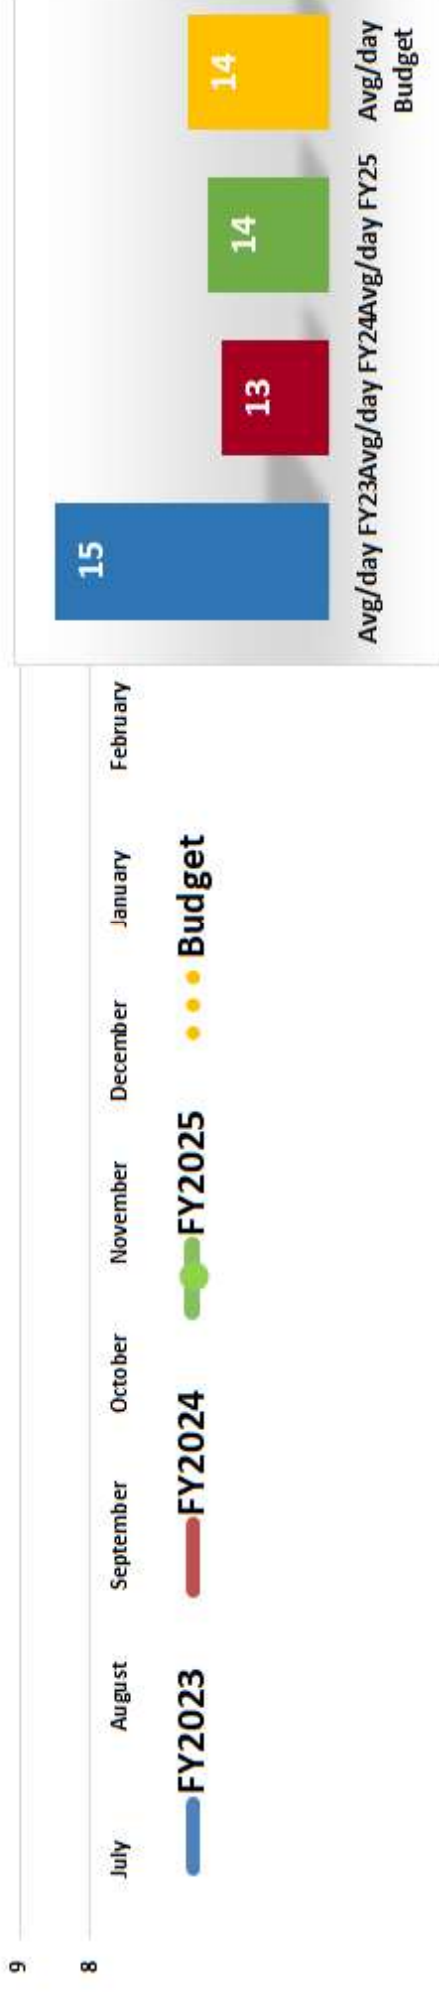 9
8
July August September October November December January February
FY2023 FY2024 FY2025 Budget
15
13
14
14
Avg/day FY23 Avg/day FY24 Avg/day FY25 Avg/day
Budget